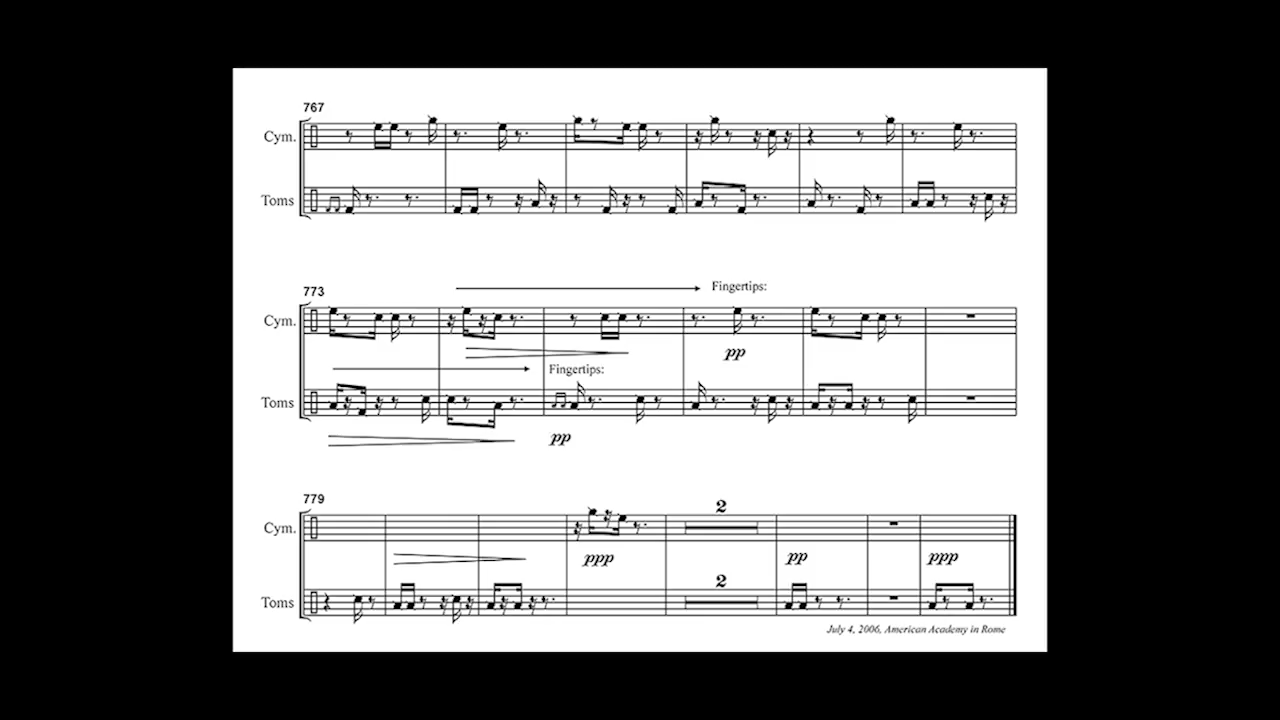 767
Cym.
Toms
773
Fingertips:
Cym.
pp
Fingertips:
Toms
pp
779
2
Cym.
ppp pp ppp
2
Toms
July 4, 2006, American Academy in Rome